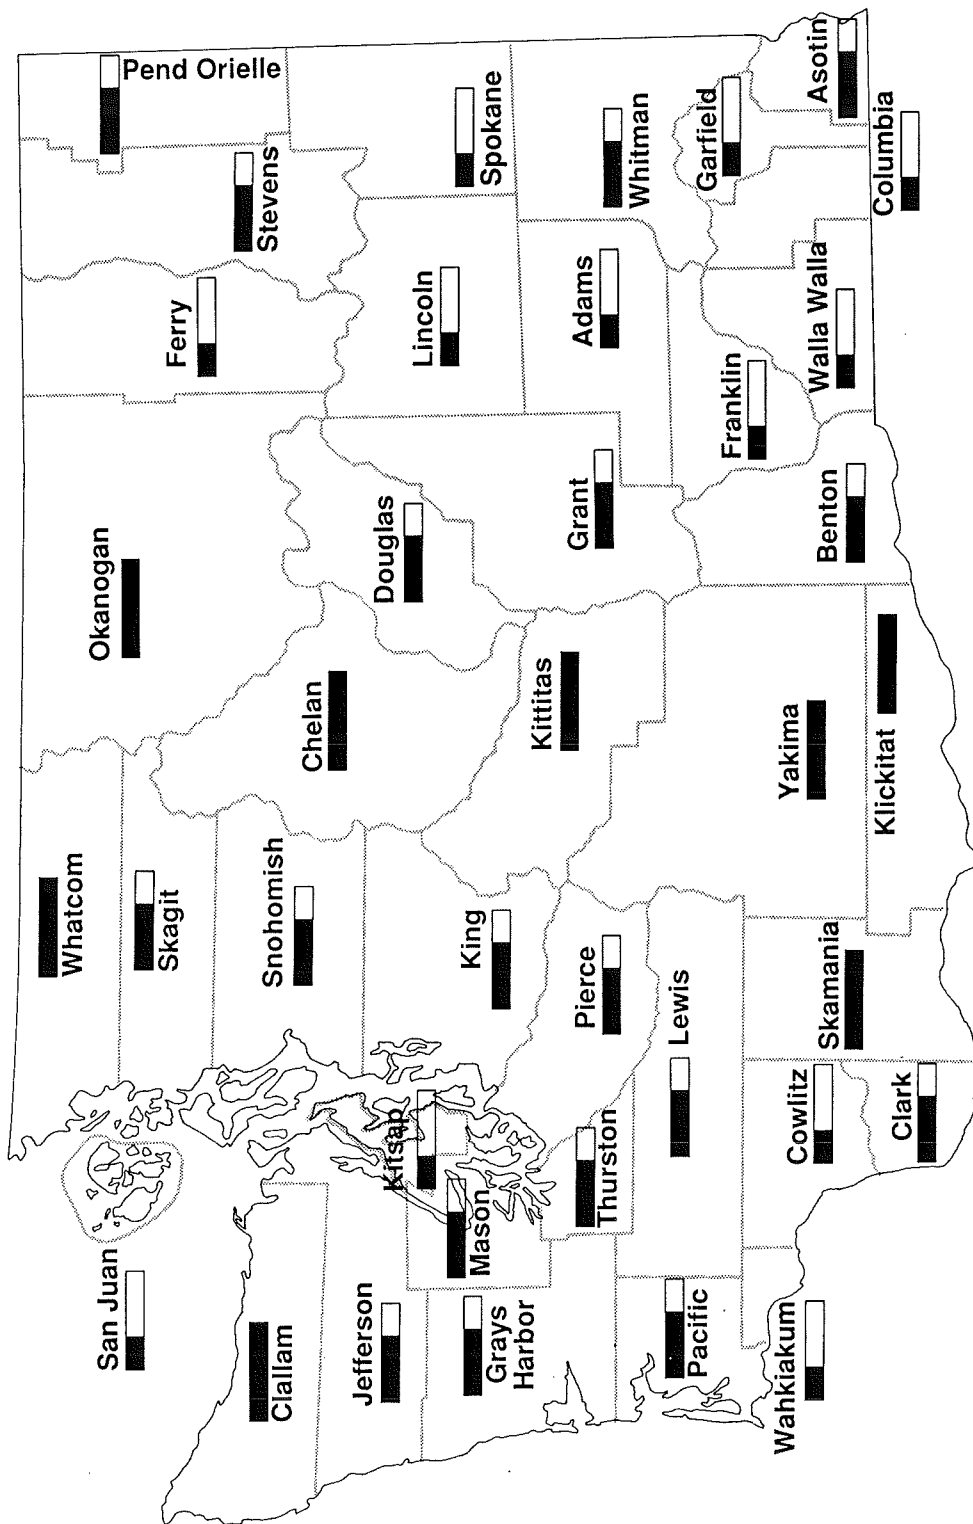 Whatcom
Okanogan
Ferry
Stevens
Pend Orielle
San Juan
Skagit
Clallam
Snohomish
Chelan
Douglas
Lincoln
Spokane
Jefferson
Kitsap
King
Mason
Grays
Harbor
Kittitas
Grant
Adams
Whitman
Pierce
Thurston
Lewis
Pacific
Yakima
Franklin
Garfield
Benton
Walla Walla
Asotin
Columbia
Wahkiakum
Cowlitz
Skamania
Klickitat
Clark